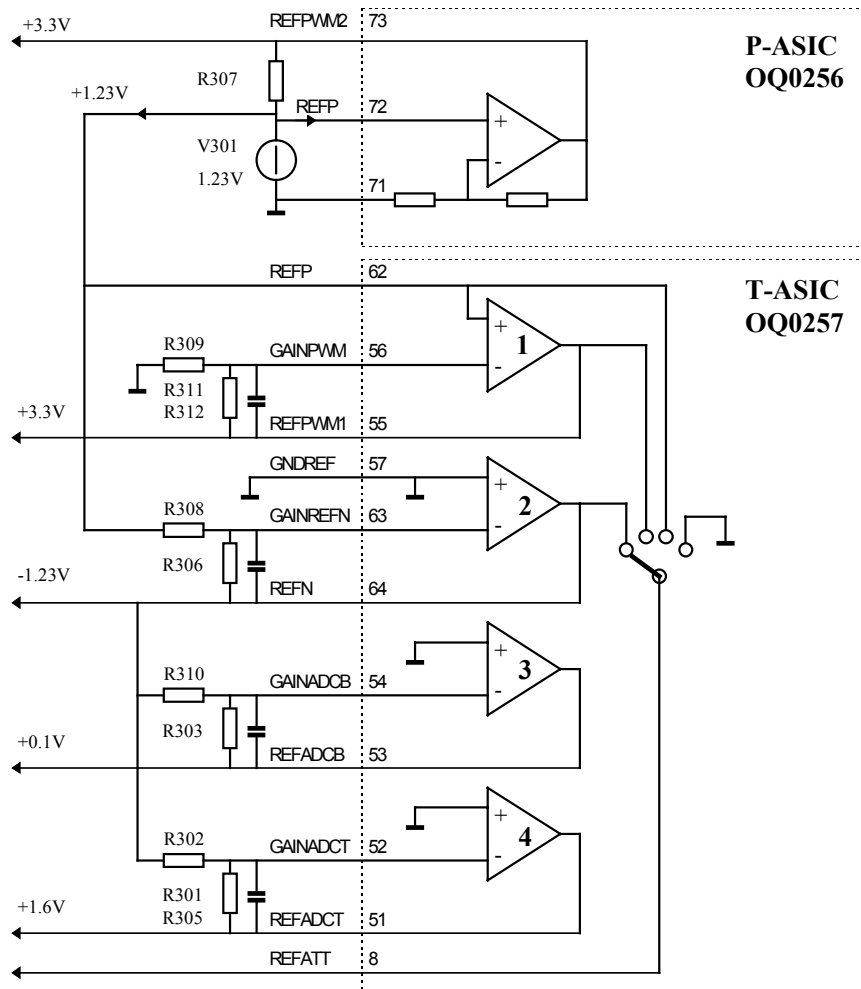 REFPWM2 73
+3.3V
P-ASIC
OQ0256
R307
+1.23V
REFP 72
+
V301
-
1.23V
71
REFP 62
T-ASIC
OQ0257
+
1
R309
GAINPWM 56
-
R311
R312
+3.3V
REFPWM1 55
GNDREF 57
+
2
R308
GAINREFN 63
-
R306
-1.23V
REFN 64
+
3
R310
GAINADCB 54
-
R303
+0.1V
REFADCB 53
+
4
R302
GAINADCT 52
-
R301
R305
+1.6V
REFADCT 51
REFATT 8